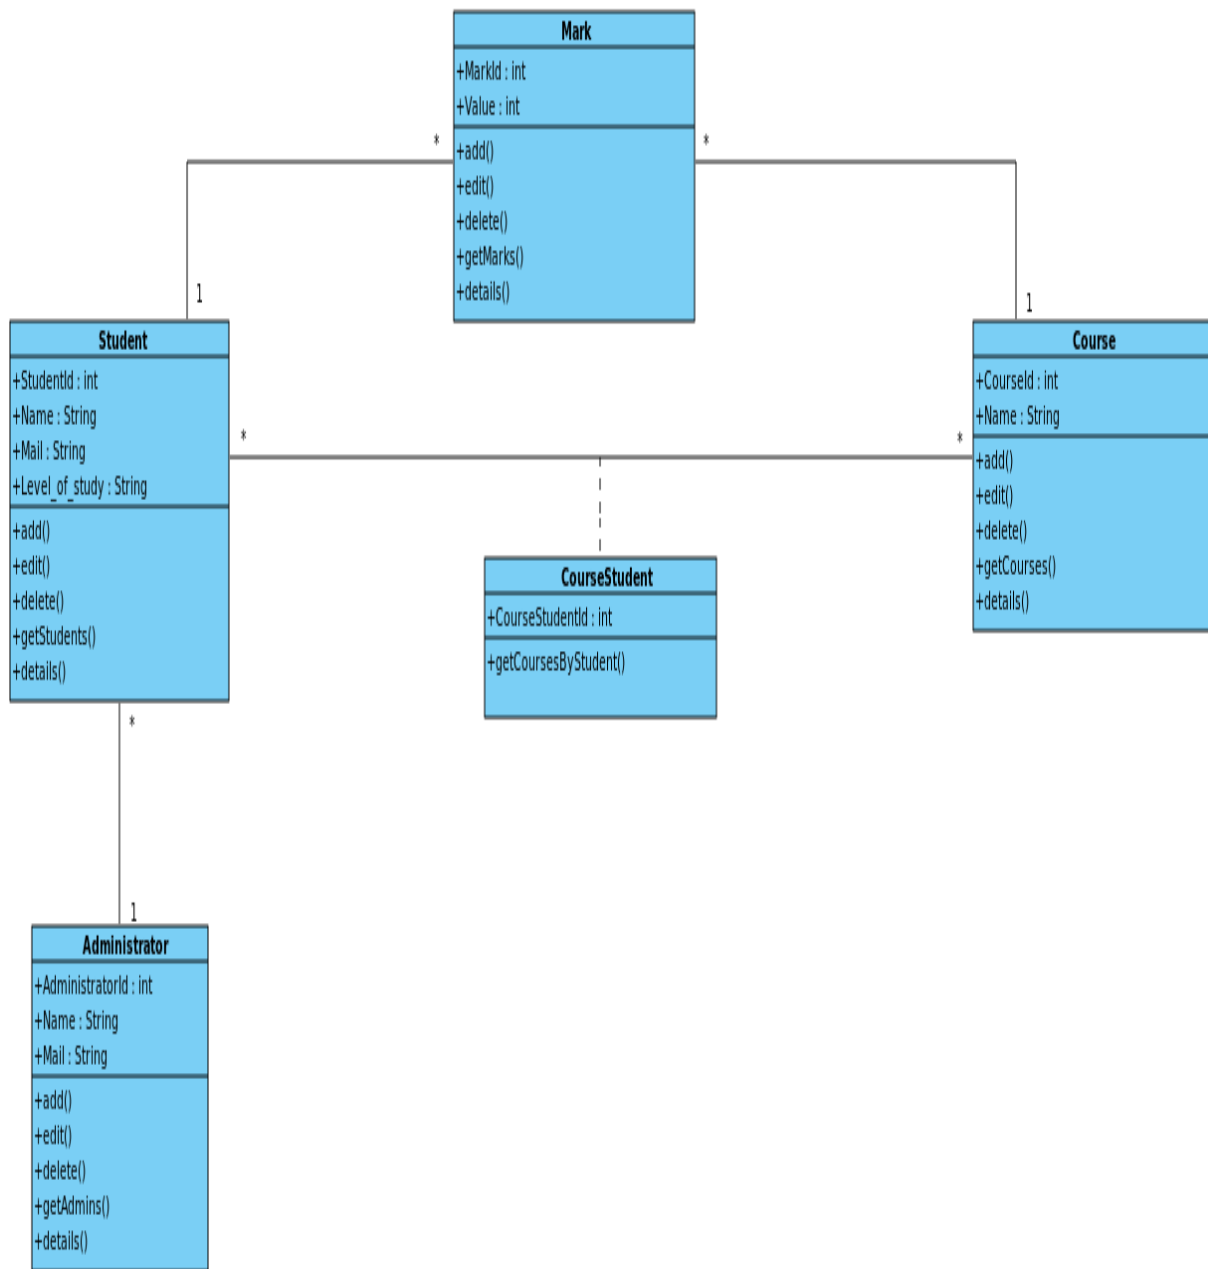 Mark
+MarkId : int
+Value : int
+add()
+edit()
+delete()
+getMarks()
+details()
*
*
1
1
Student
+StudentId : int
+Name : String
+Mail : String
+Level_of_study : String
+add()
+edit()
+delete()
+getStudents()
+details()
*
*
Course
+CourseId : int
+Name : String
+add()
+edit()
+delete()
+getCourses()
+details()
CourseStudent
+CourseStudentId : int
+getCoursesByStudent()
*
1
Administrator
+AdministratorId : int
+Name : String
+Mail : String
+add()
+edit()
+delete()
+getAdmins()
+details()